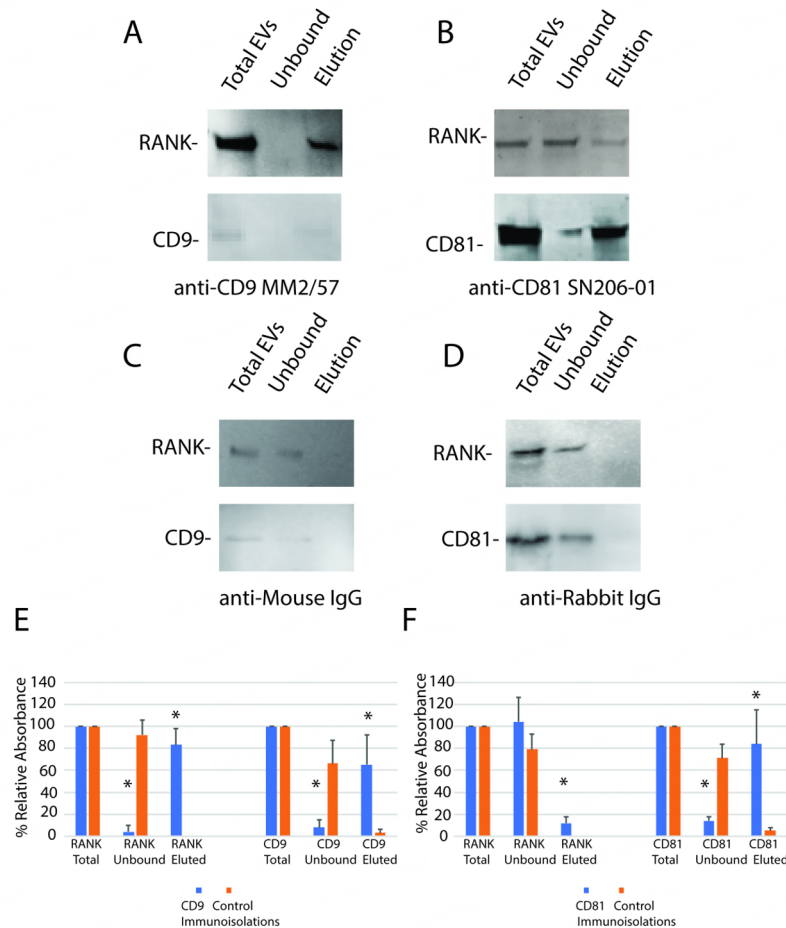 A
Total EVs
Unbound
Elution
RANK-
CD9-
anti-CD9 MM2/57
B
Total EVs
Unbound
Elution
RANK-
CD81-
anti-CD81 SN206-01
C
Total EVs
Unbound
Elution
RANK-
CD9-
anti-Mouse IgG
D
Total EVs
Unbound
Elution
RANK-
CD81-
anti-Rabbit IgG
E
% Relative Absorbance
140
120
100
80
60
40
20
0
*
*
*
*
RANK RANK RANK CD9 CD9 CD9
Total Unbound Eluted Total Unbound Eluted
CD9 Control
Immunoisolations
F
% Relative Absorbance
140
120
100
80
60
40
20
0
*
*
*
RANK RANK RANK CD81 CD81 CD81
Total Unbound Eluted Total Unbound Eluted
CD81 Control
Immunoisolations